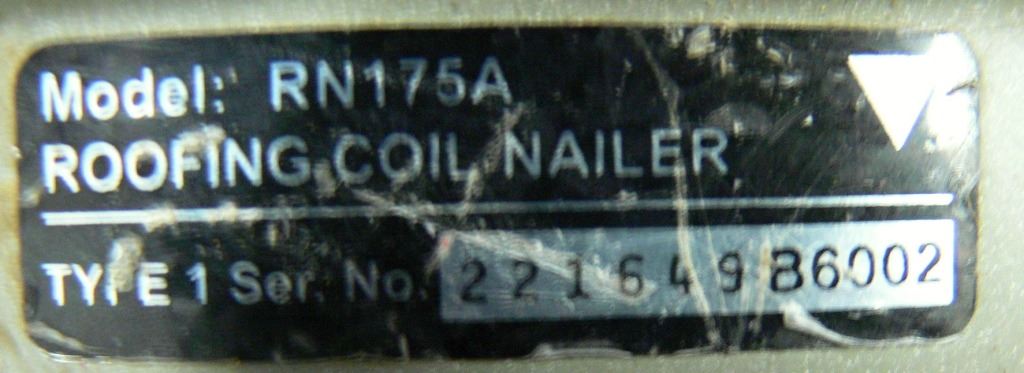 Model: RN175A
ROOFING COIL NAILER
TYPE 1 Ser. No. 221649B6002